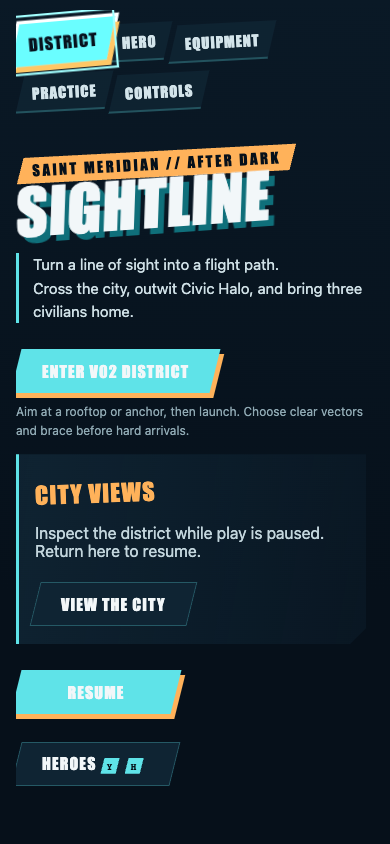 DISTRICT HERO EQUIPMENT
PRACTICE CONTROLS
SAINT MERIDIAN // AFTER DARK
SIGHTLINE
Turn a line of sight into a flight path.
Cross the city, outwit Civic Halo, and bring three
civilians home.
ENTER V02 DISTRICT
Aim at a rooftop or anchor, then launch. Choose clear vectors
and brace before hard arrivals.
CITY VIEWS
Inspect the district while play is paused.
Return here to resume.
VIEW THE CITY
RESUME
HEROES Y H